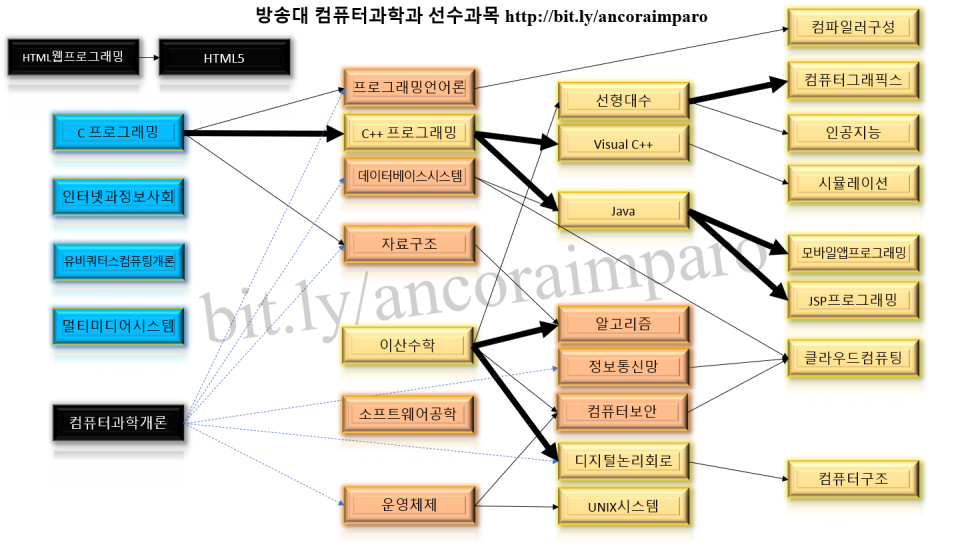 방송대 컴퓨터과학과 선수과목 http://bit.ly/ancoraimparo
HTML웹프로그래밍
HTML5
C 프로그래밍
인터넷과정보사회
유비쿼터스컴퓨팅개론
멀티미디어시스템
컴퓨터과학개론
프로그래밍언어론
C++ 프로그래밍
데이터베이스시스템
자료구조
이산수학
소프트웨어공학
운영체제
선형대수
Visual C++
Java
알고리즘
정보통신망
컴퓨터보안
디지털논리회로
UNIX시스템
컴파일러구성
컴퓨터그래픽스
인공지능
시뮬레이션
모바일앱프로그래밍
JSP프로그래밍
클라우드컴퓨팅
컴퓨터구조
bit.ly/ancoraimparo